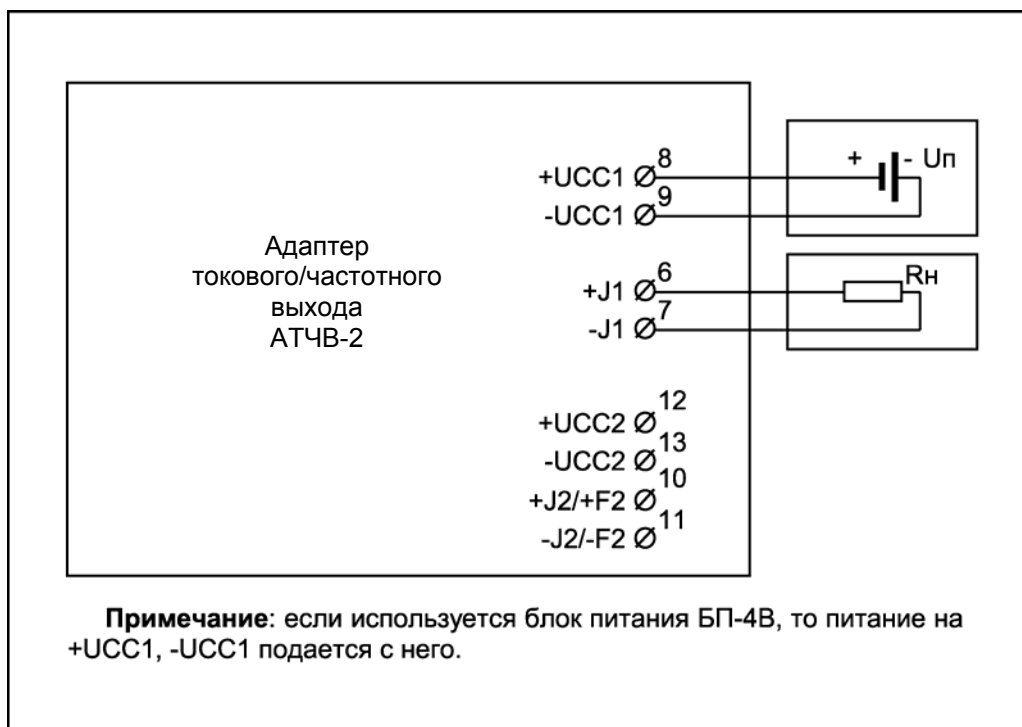 Адаптер
токового/частотного
выхода
АТЧВ-2
+UCC1 8
-UCC1 9
+ - Uп
+J1 6
-J1 7
Rн
+UCC2 12
-UCC2 13
+J2/+F2 10
-J2/-F2 11
Примечание: если используется блок питания БП-4В, то питание на
+UCC1, -UCC1 подается с него.